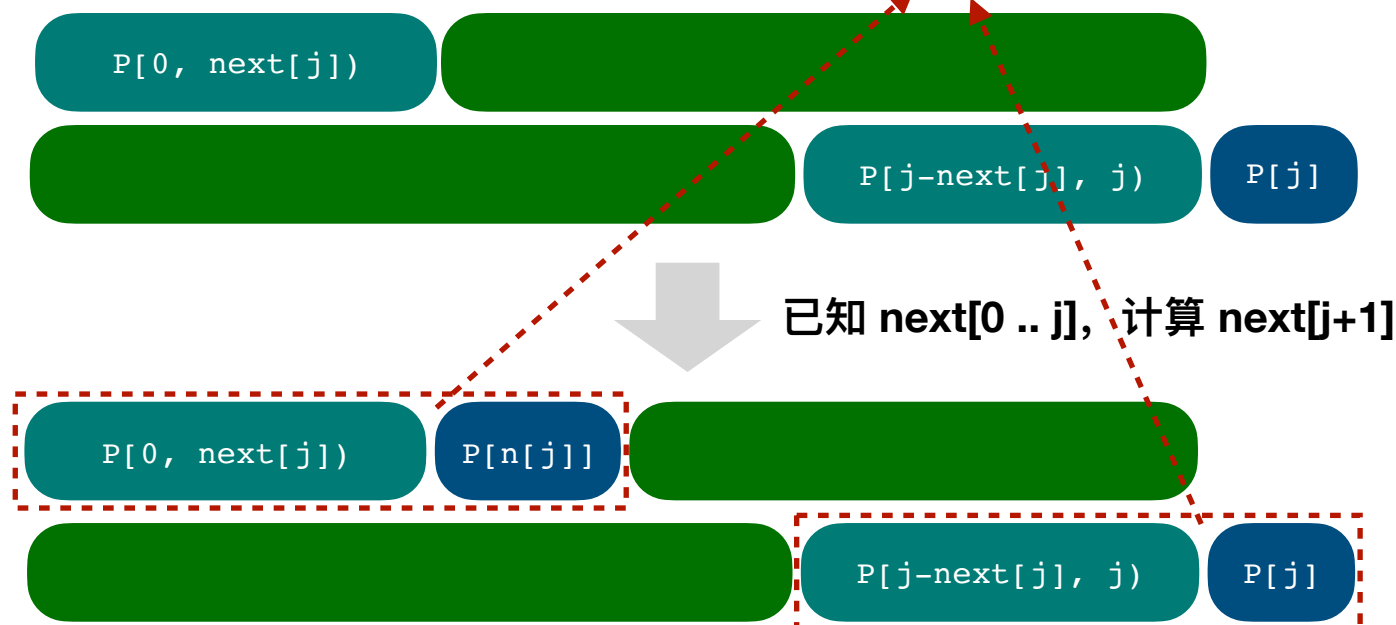 P[0, next[j])
P[j-next[j], j) P[j]
已知 next[0 .. j]，计算 next[j+1]
P[0, next[j]) P[n[j]]
P[j-next[j], j) P[j]